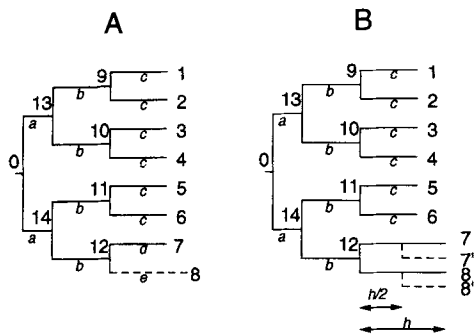 A
B
9 c 1
13 b c 2
10 c 3
a b c 4
0
11 c 5
14 b c 6
a 12 d 7
b e 8
9 c 1
13 b c 2
10 c 3
a b c 4
0
11 c 5
14 b c 6
a 12 7
b 7'
8
8'
h/2
h